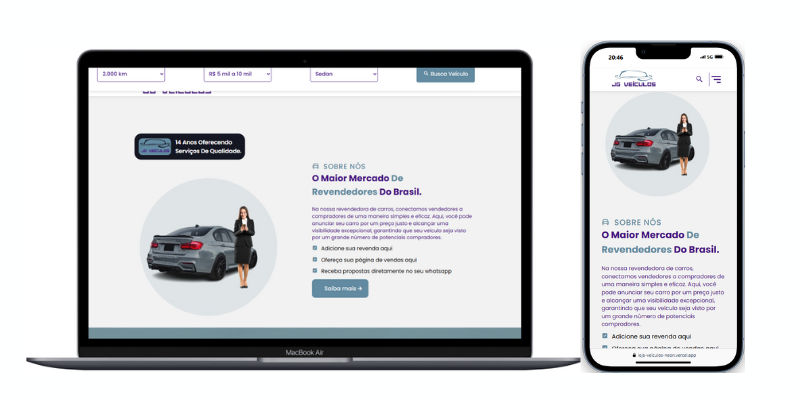 3.000 km
R$ 5 mil a 10 mil
Sedan
Busca Veículo
14 Anos Oferecendo
Serviços De Qualidade.
JG VEÍCULOS
SOBRE NÓS
O Maior Mercado De
Revendedores Do Brasil.
Na nossa revendedora de carros, conectamos vendedores a
compradores de uma maneira simples e eficaz. Aqui, você pode
anunciar seu carro por um preço justo e alcançar uma
visibilidade excepcional, garantindo que seu veículo seja visto
por um grande número de potenciais compradores.
Adicione sua revenda aqui
Ofereça sua página de vendas aqui
Receba propostas diretamente no seu whatsapp
Saiba mais →
MacBook Air
20:46
5G
JG VEÍCULOS
SOBRE NÓS
O Maior Mercado De
Revendedores Do Brasil.
Na nossa revendedora de carros,
conectamos vendedores a compradores de
uma maneira simples e eficaz. Aqui, você
pode anunciar seu carro por um preço justo
e alcançar uma visibilidade excepcional,
garantindo que seu veículo seja visto por
um grande número de potenciais
compradores.
Adicione sua revenda aqui